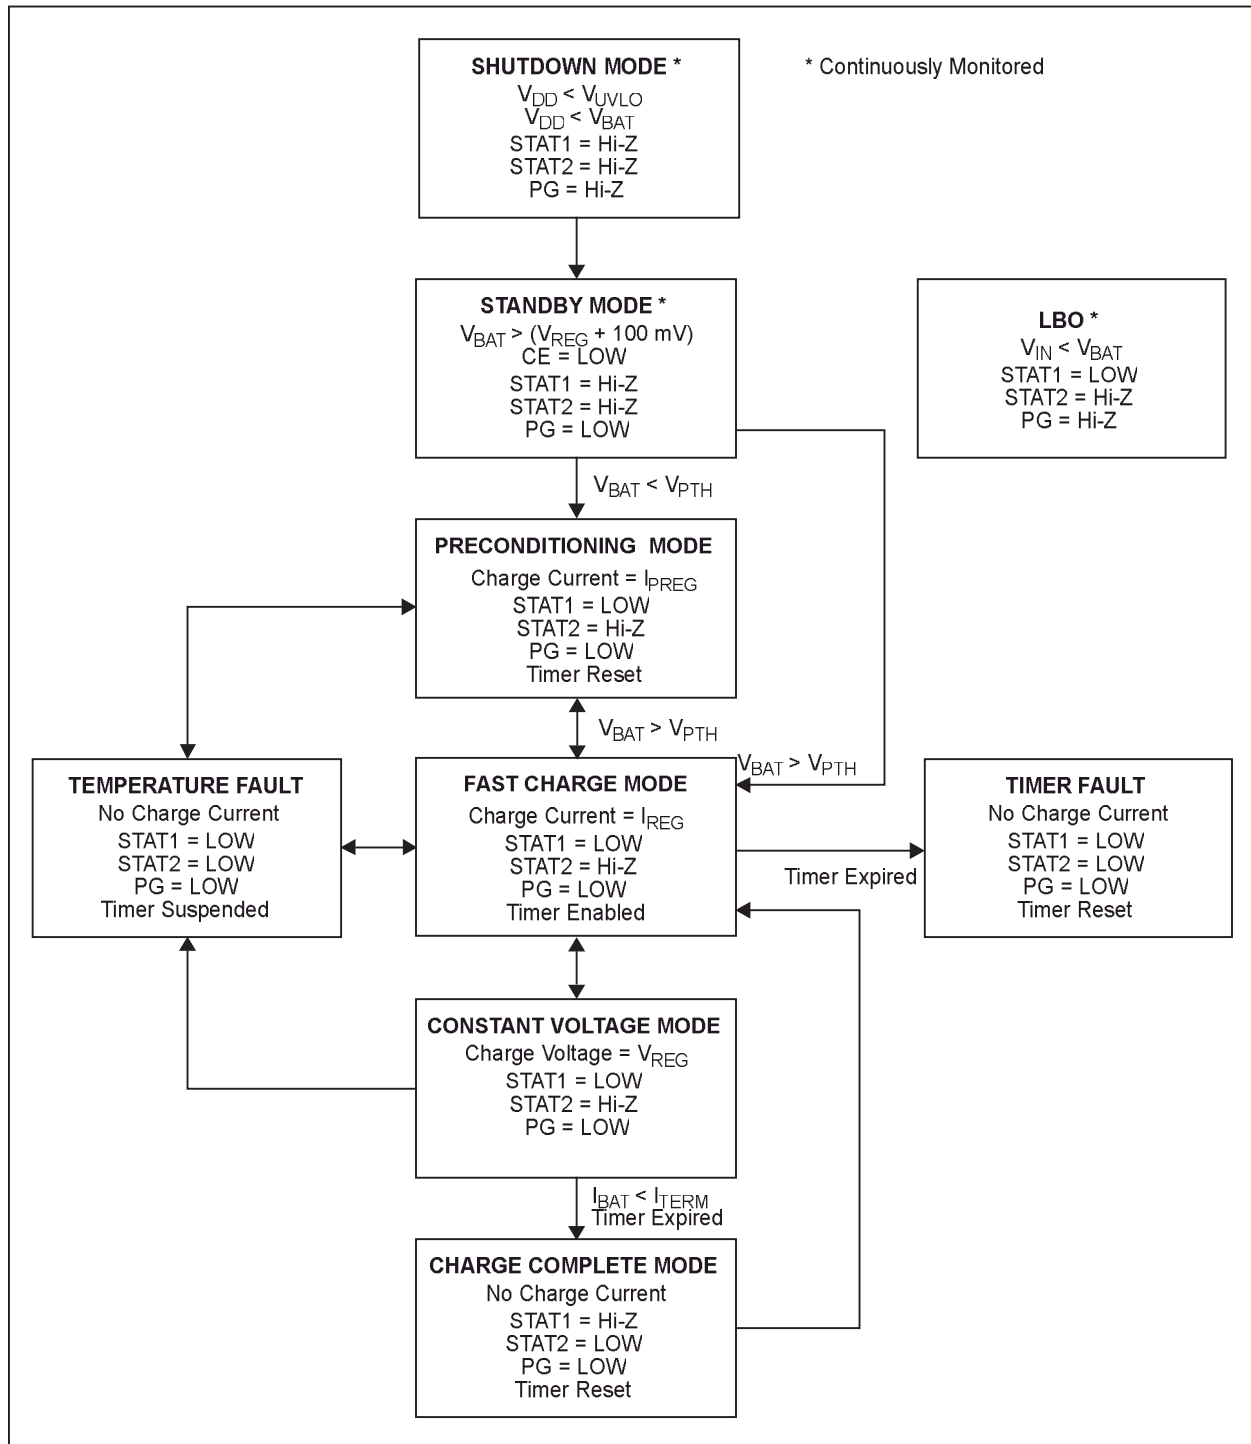 SHUTDOWN MODE *
VDD < VUVLO
VDD < VBAT
STAT1 = Hi-Z
STAT2 = Hi-Z
PG = Hi-Z
* Continuously Monitored
STANDBY MODE *
VBAT > (VREG + 100 mV)
CE = LOW
STAT1 = Hi-Z
STAT2 = Hi-Z
PG = LOW
LBO *
VIN < VBAT
STAT1 = LOW
STAT2 = Hi-Z
PG = Hi-Z
VBAT < VPTH
PRECONDITIONING MODE
Charge Current = IPREG
STAT1 = LOW
STAT2 = Hi-Z
PG = LOW
Timer Reset
VBAT > VPTH
VBAT > VPTH
TEMPERATURE FAULT
No Charge Current
STAT1 = LOW
STAT2 = LOW
PG = LOW
Timer Suspended
FAST CHARGE MODE
Charge Current = IREG
STAT1 = LOW
STAT2 = Hi-Z
PG = LOW
Timer Enabled
Timer Expired
TIMER FAULT
No Charge Current
STAT1 = LOW
STAT2 = LOW
PG = LOW
Timer Reset
CONSTANT VOLTAGE MODE
Charge Voltage = VREG
STAT1 = LOW
STAT2 = Hi-Z
PG = LOW
IBAT < ITERM
Timer Expired
CHARGE COMPLETE MODE
No Charge Current
STAT1 = Hi-Z
STAT2 = LOW
PG = LOW
Timer Reset